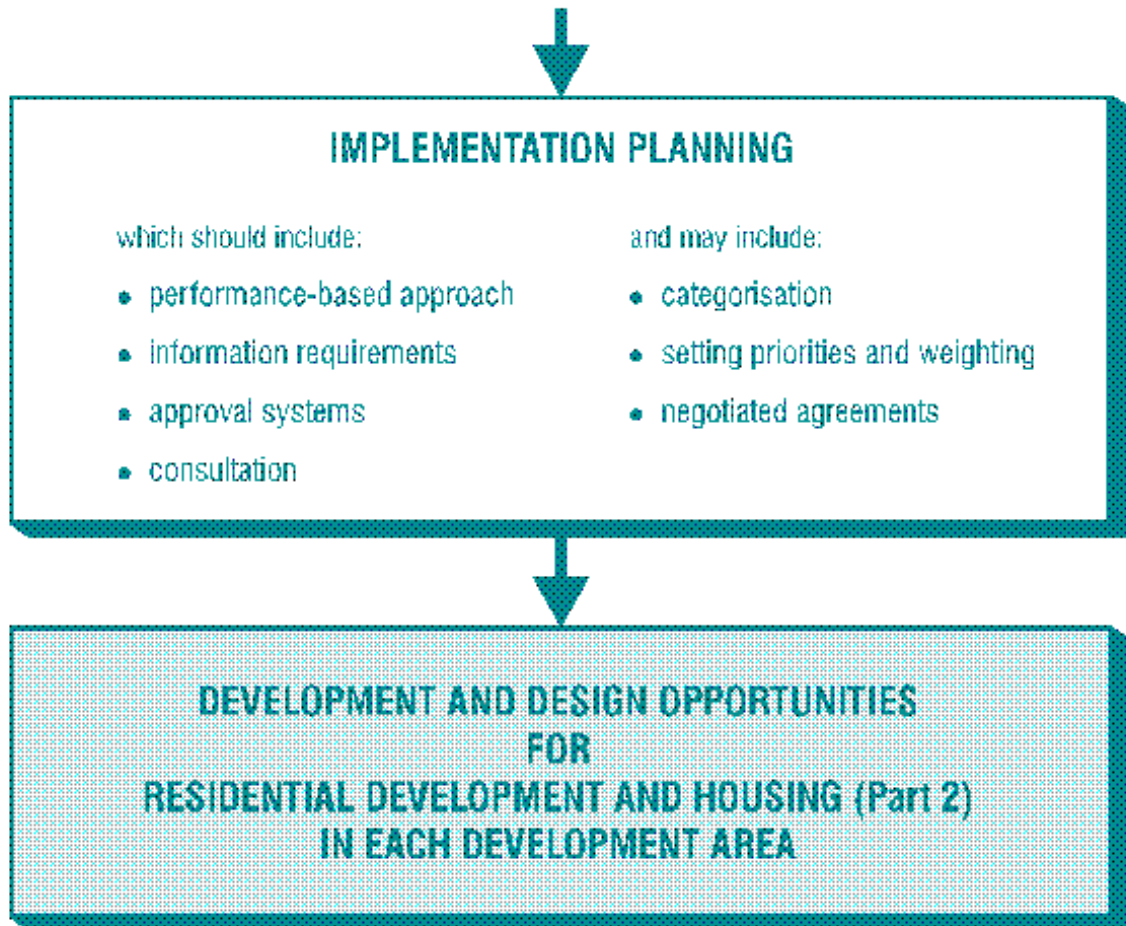 IMPLEMENTATION PLANNING
which should include:
• performance-based approach
• information requirements
• approval systems
• consultation
and may include:
• categorisation
• setting priorities and weighting
• negotiated agreements
DEVELOPMENT AND DESIGN OPPORTUNITIES
FOR
RESIDENTIAL DEVELOPMENT AND HOUSING (Part 2)
IN EACH DEVELOPMENT AREA